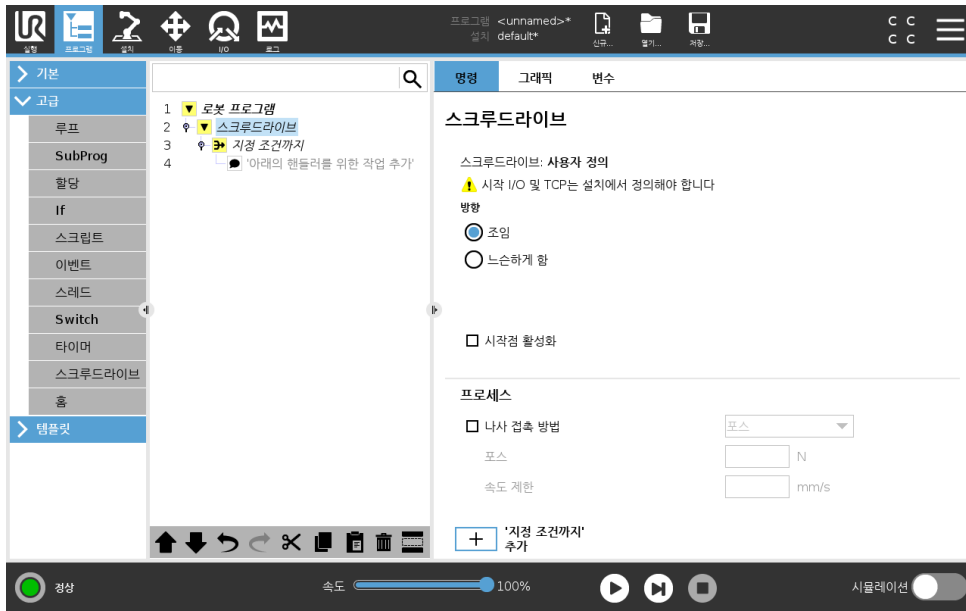 UR
실행
프로그램
설치
이동
I/O
로그
프로그램 <unnamed>*
설치 default*
신규...
열기...
저장...
C C
C C
기본
고급
루프
SubProg
할당
If
스크립트
이벤트
스레드
Switch
타이머
스크루드라이브
홈
템플릿
1 로봇 프로그램
2 스크루드라이브
3 지정 조건까지
4 '아래의 핸들러를 위한 작업 추가'
명령 그래픽 변수
스크루드라이브
스크루드라이브: 사용자 정의
시작 I/O 및 TCP는 설치에서 정의해야 합니다
방향
조임
느슨하게 함
시작점 활성화
프로세스
나사 접촉 방법 포스
포스 N
속도 제한 mm/s
'지정 조건까지'
추가
정상
속도 100%
시뮬레이션